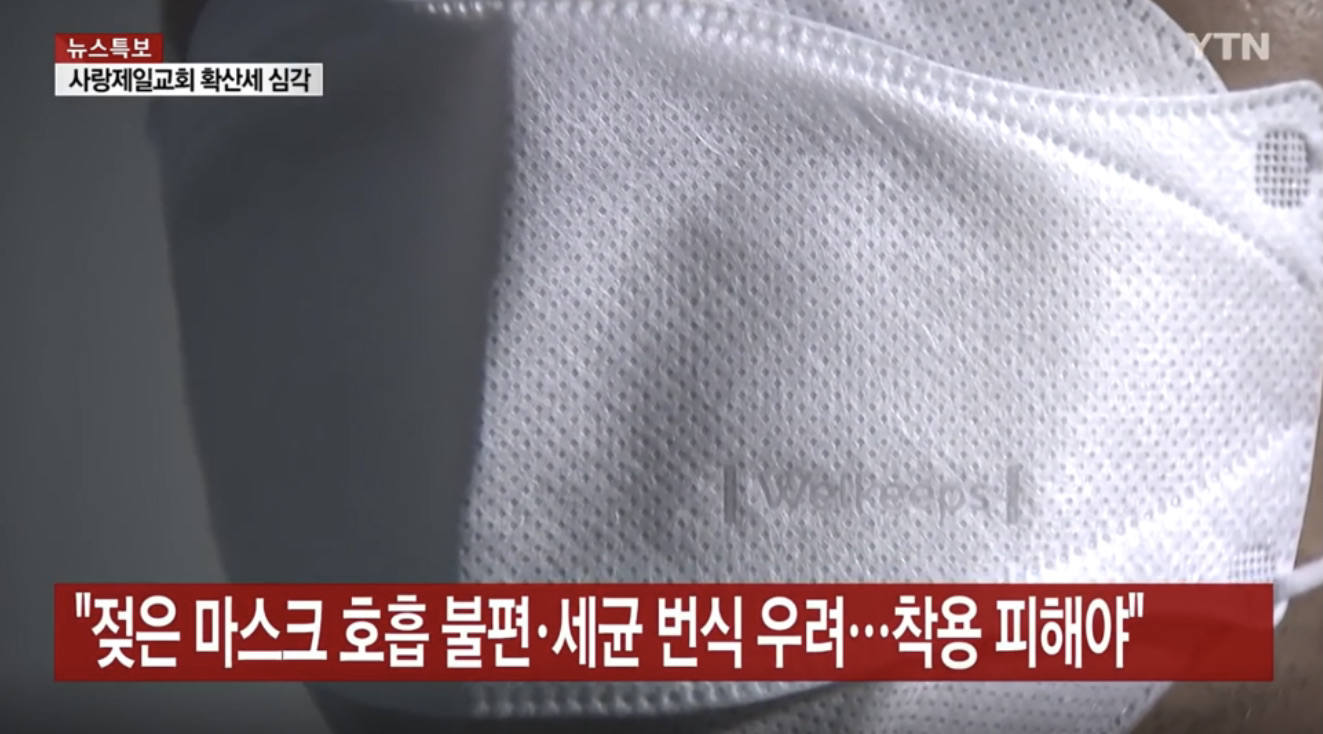 뉴스특보
YTN
사랑제일교회 확산세 심각
Welkeeps
"젖은 마스크 호흡 불편·세균 번식 우려…착용 피해야"